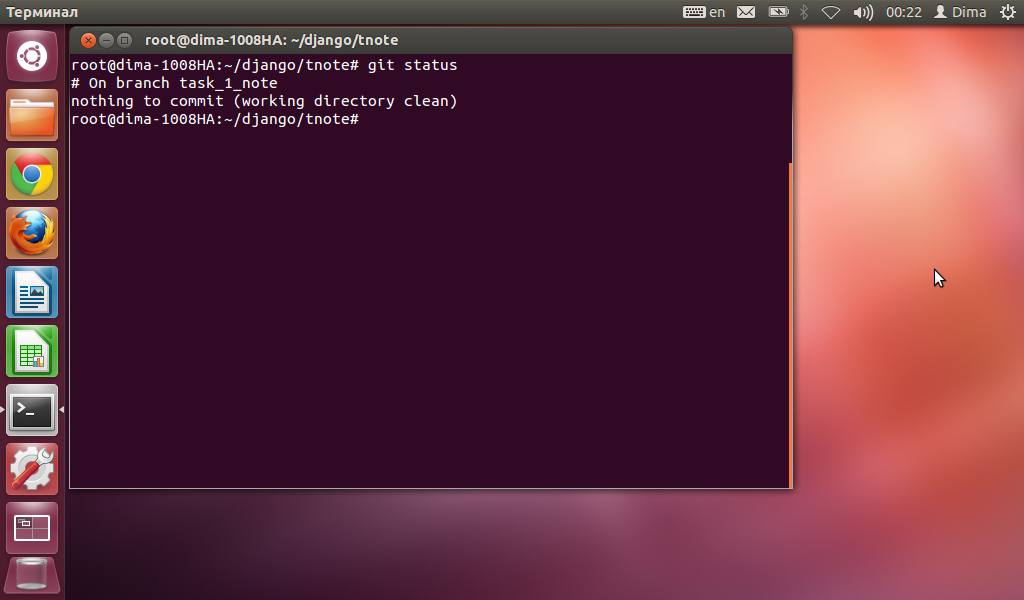 Терминал
en
00:22
Dima
root@dima-1008HA: ~/django/tnote
root@dima-1008HA:~/django/tnote# git status
# On branch task_1_note
nothing to commit (working directory clean)
root@dima-1008HA:~/django/tnote#